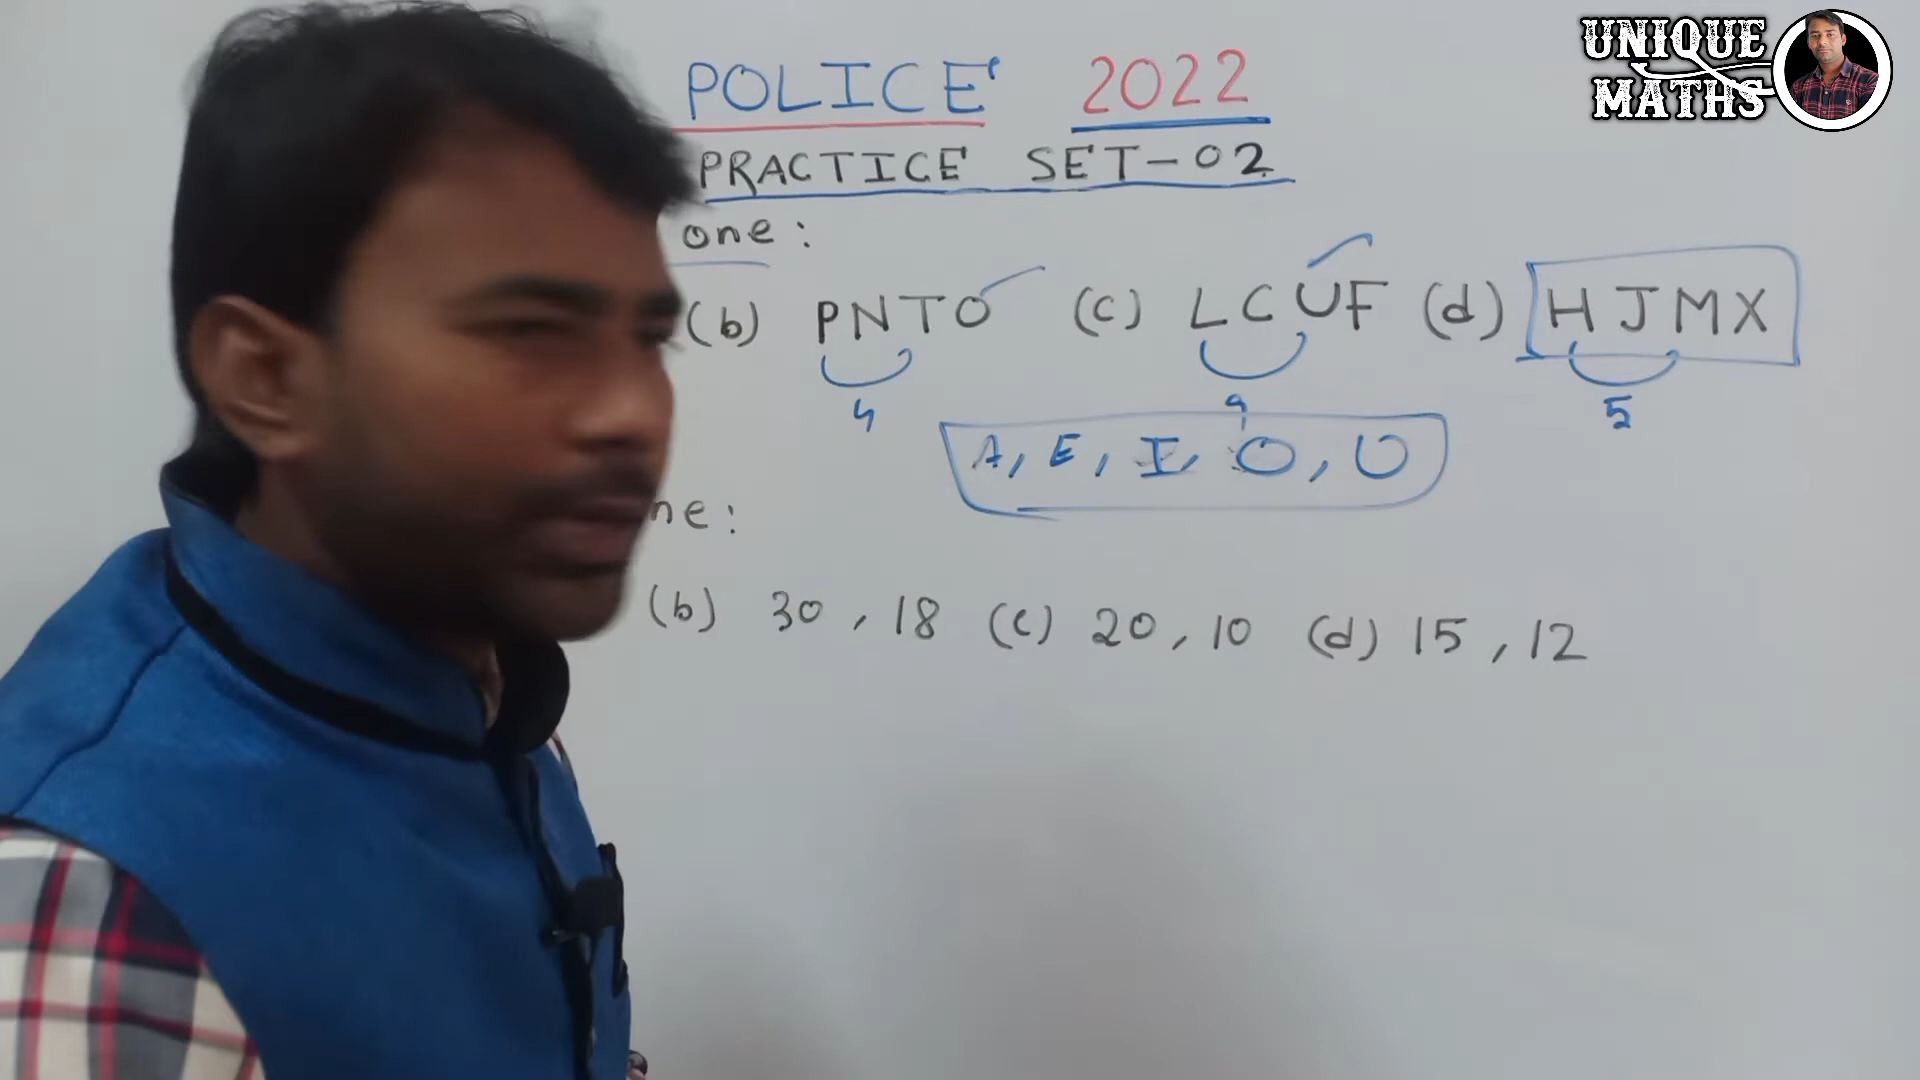 UNIQUE
MATHS
POLICE 2022
PRACTICE SET-02
one :
(b) PNTO (c) LCUF (d) HJMX
4 9 5
A, E, I, O, U
ne :
(b) 30 , 18 (c) 20 , 10 (d) 15 , 12